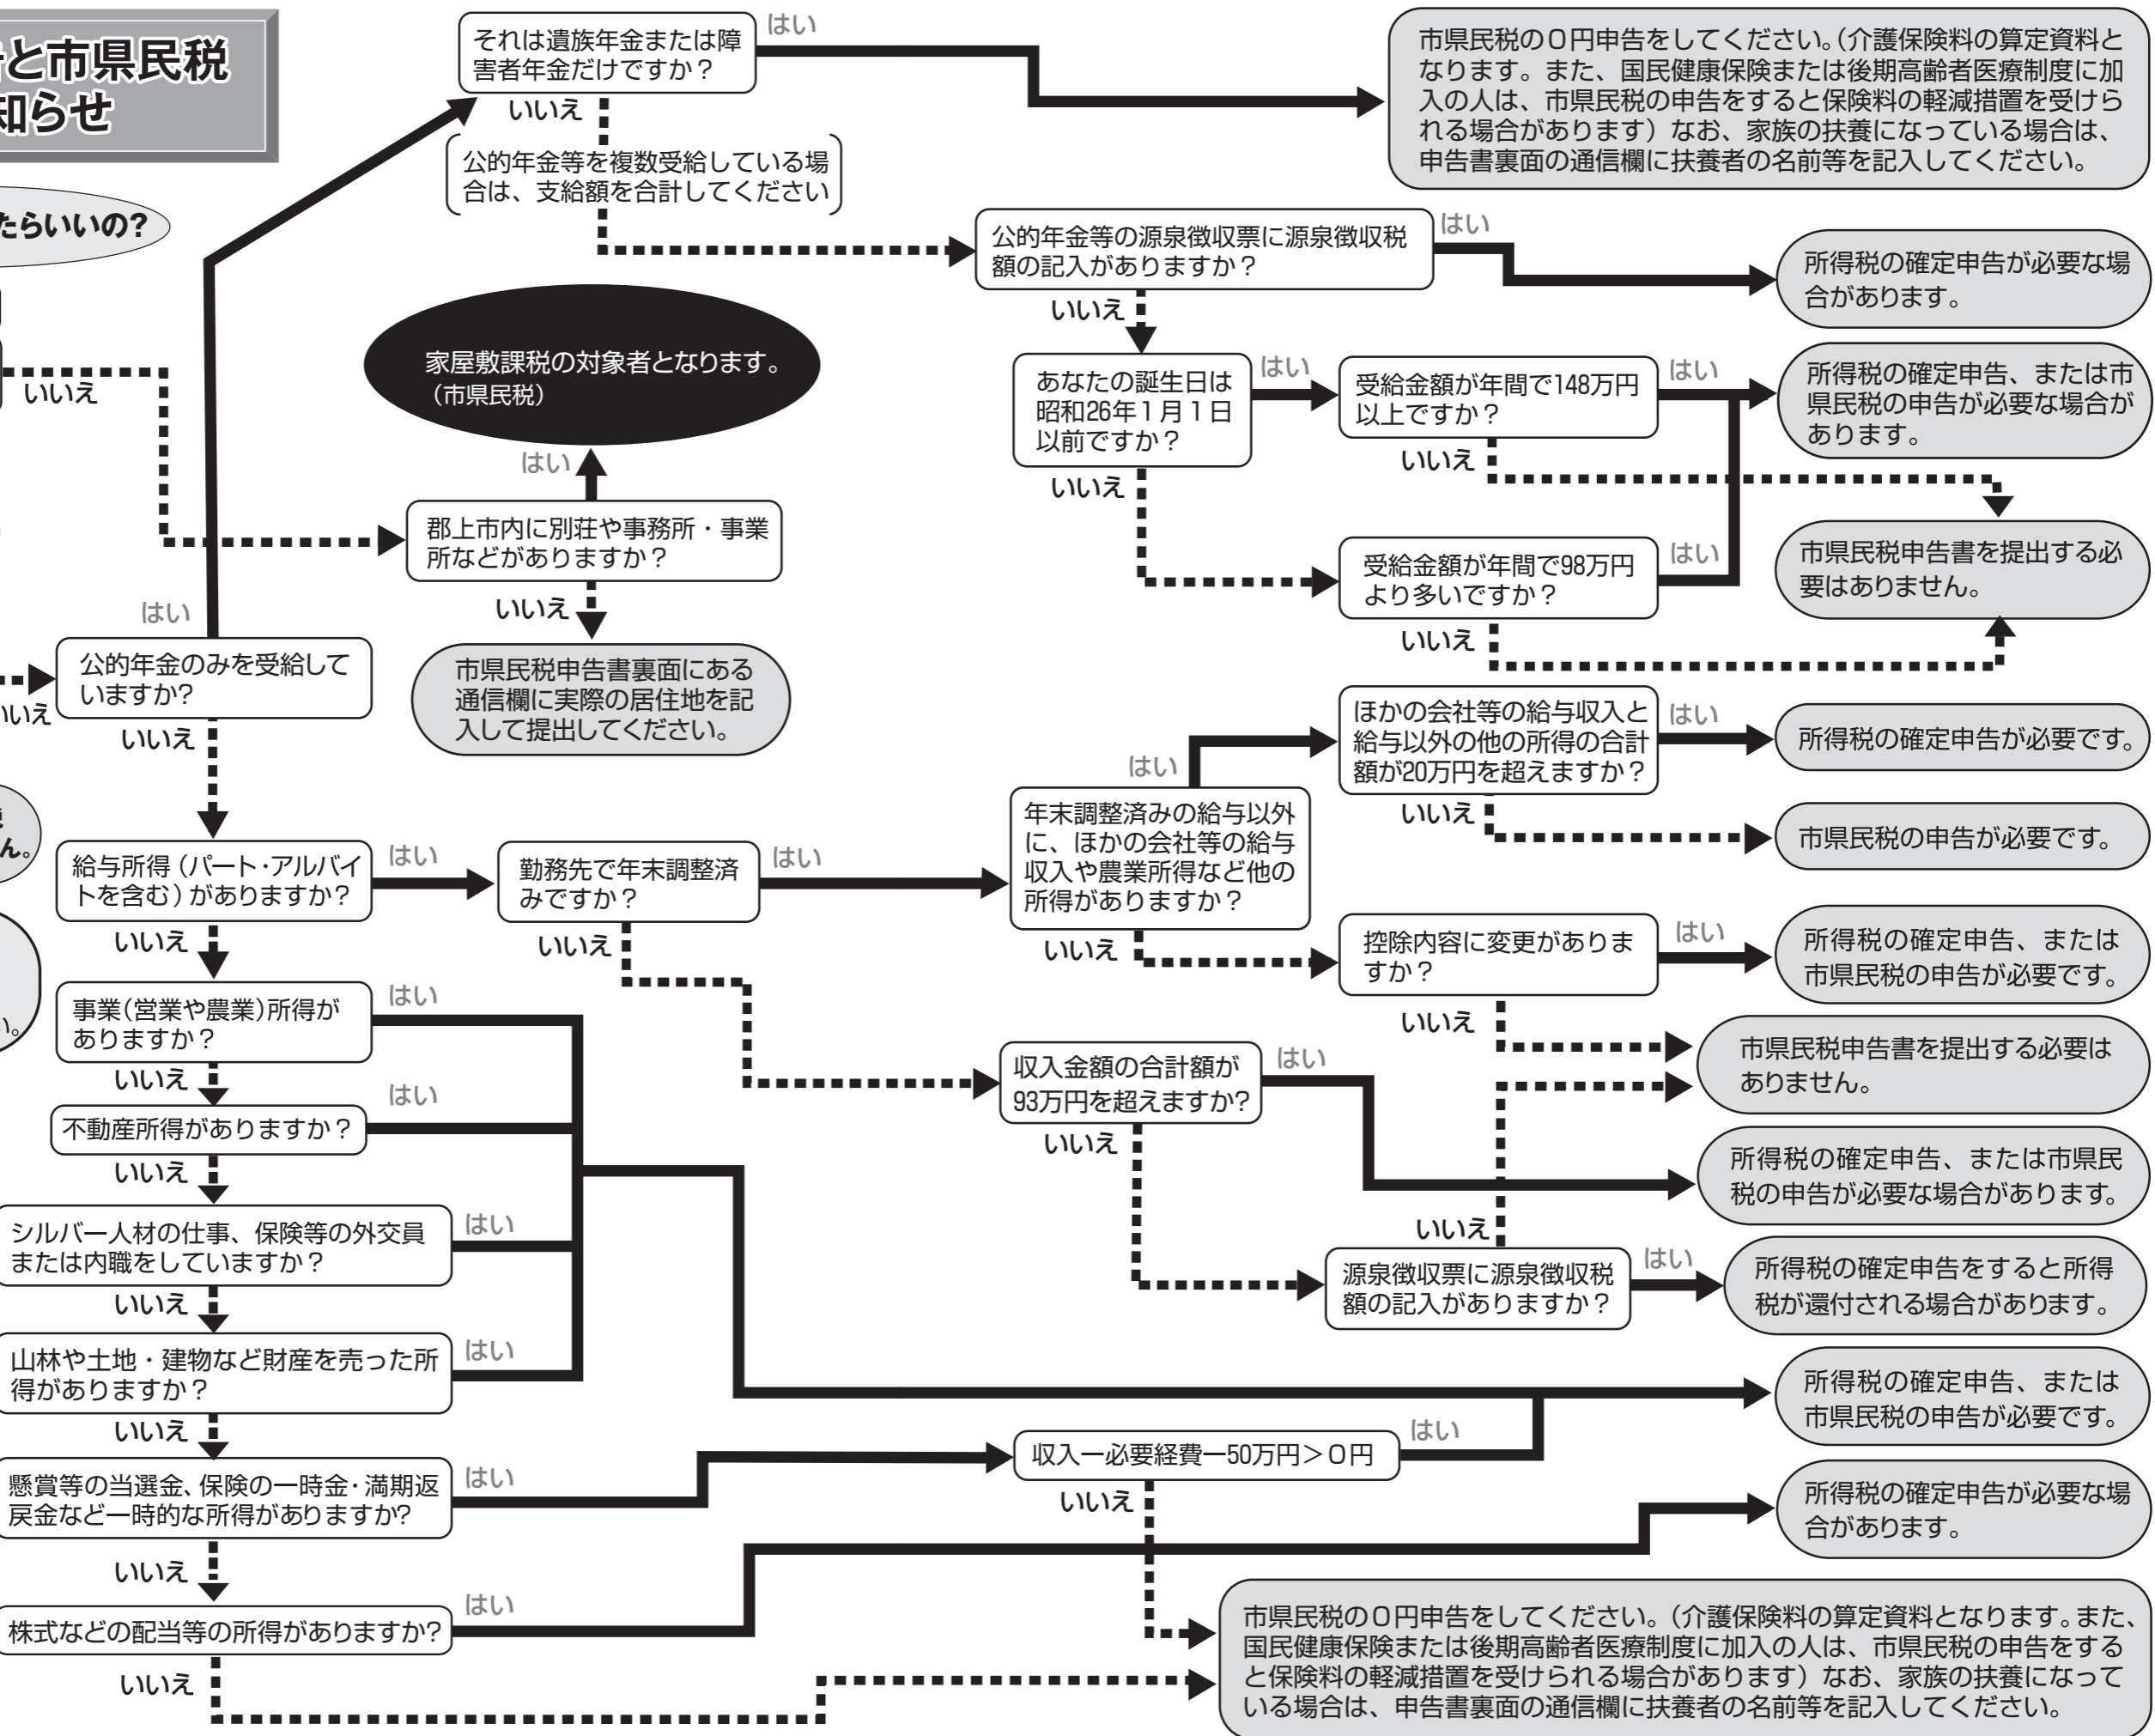 と市県民税
知らせ
たらいいの?
それは遺族年金または障
害者年金だけですか？
はい
いいえ
公的年金等を複数受給している場
合は、支給額を合計してください
市県民税の０円申告をしてください。（介護保険料の算定資料と
なります。また、国民健康保険または後期高齢者医療制度に加
入の人は、市県民税の申告をすると保険料の軽減措置を受けら
れる場合があります）なお、家族の扶養になっている場合は、
申告書裏面の通信欄に扶養者の名前等を記入してください。
公的年金等の源泉徴収票に源泉徴収税
額の記入がありますか？
はい
いいえ
所得税の確定申告が必要な場
合があります。
あなたの誕生日は
昭和26年１月１日
以前ですか？
はい
いいえ
受給金額が年間で148万円
以上ですか？
はい
いいえ
所得税の確定申告、または市
県民税の申告が必要な場合が
あります。
受給金額が年間で98万円
より多いですか？
はい
いいえ
市県民税申告書を提出する必
要はありません。
いいえ
家屋敷課税の対象者となります。
（市県民税）
はい
郡上市内に別荘や事務所・事業
所などがありますか？
いいえ
市県民税申告書裏面にある
通信欄に実際の居住地を記
入して提出してください。
はい
公的年金のみを受給して
いますか?
いいえ
いいえ
ん。
い。
給与所得（パート・アルバイ
トを含む）がありますか？
はい
いいえ
勤務先で年末調整済
みですか？
はい
いいえ
年末調整済みの給与以外
に、ほかの会社等の給与
収入や農業所得など他の
所得がありますか？
はい
いいえ
ほかの会社等の給与収入と
給与以外の他の所得の合計
額が20万円を超えますか？
はい
いいえ
所得税の確定申告が必要です。
市県民税の申告が必要です。
控除内容に変更がありま
すか？
はい
いいえ
所得税の確定申告、または
市県民税の申告が必要です。
市県民税申告書を提出する必要は
ありません。
収入金額の合計額が
93万円を超えますか?
はい
いいえ
所得税の確定申告、または市県民
税の申告が必要な場合があります。
いいえ
源泉徴収票に源泉徴収税
額の記入がありますか？
はい
所得税の確定申告をすると所得
税が還付される場合があります。
事業（営業や農業）所得が
ありますか？
はい
いいえ
不動産所得がありますか？
はい
いいえ
シルバー人材の仕事、保険等の外交員
または内職をしていますか？
はい
いいえ
山林や土地・建物など財産を売った所
得がありますか？
はい
いいえ
所得税の確定申告、または
市県民税の申告が必要です。
懸賞等の当選金、保険の一時金・満期返
戻金など一時的な所得がありますか?
はい
いいえ
収入ー必要経費ー50万円＞０円
はい
いいえ
所得税の確定申告が必要な場
合があります。
株式などの配当等の所得がありますか?
はい
いいえ
市県民税の０円申告をしてください。（介護保険料の算定資料となります。また、
国民健康保険または後期高齢者医療制度に加入の人は、市県民税の申告をする
と保険料の軽減措置を受けられる場合があります）なお、家族の扶養になって
いる場合は、申告書裏面の通信欄に扶養者の名前等を記入してください。